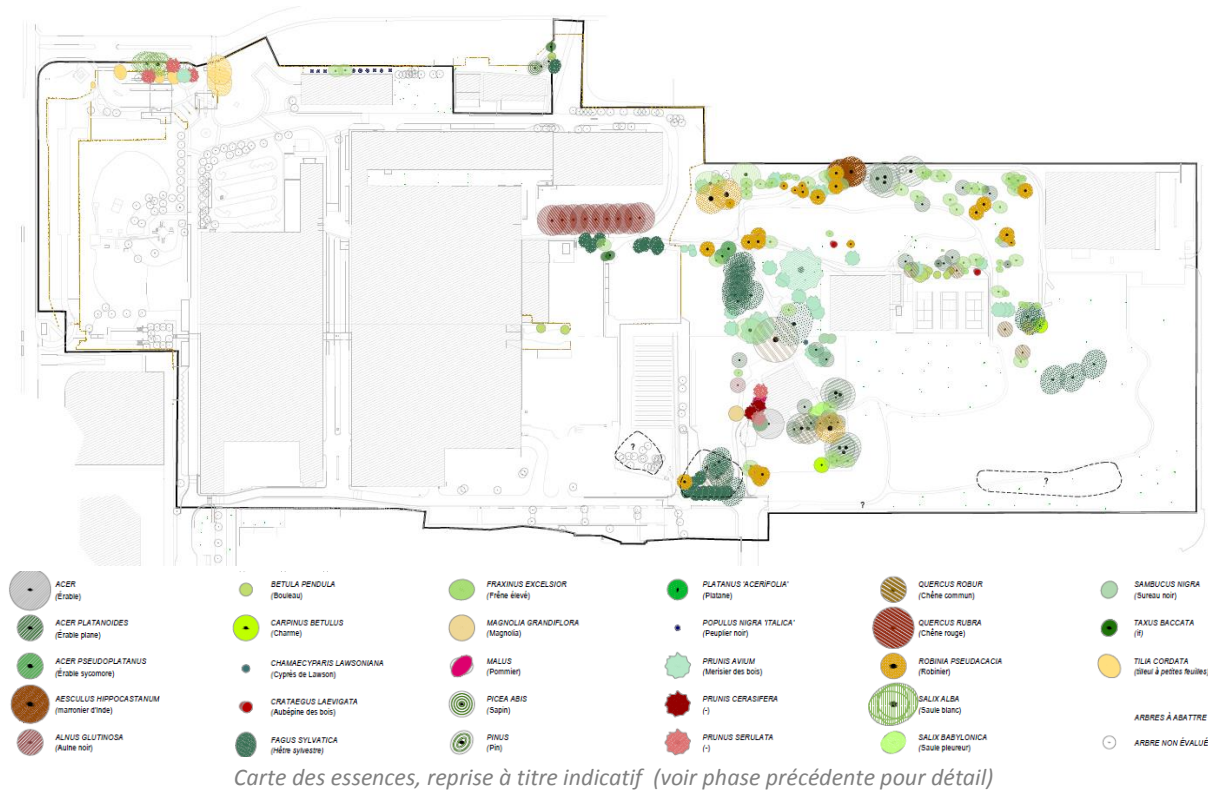 ?
?
?
?
ACER
(Érable)
ACER PLATANOIDES
(Érable plane)
ACER PSEUDOPLATANUS
(Érable sycomore)
AESCULUS HIPPOCASTANUM
(marronier d'Inde)
ALNUS GLUTINOSA
(Aulne noir)
BETULA PENDULA
(Bouleau)
CARPINUS BETULUS
(Charme)
CHAMAECYPARIS LAWSONIANA
(Cyprés de Lawson)
CRATAEGUS LAEVIGATA
(Aubépine des bois)
FAGUS SYLVATICA
(Hêtre sylvestre)
FRAXINUS EXCELSIOR
(Frêne élevé)
MAGNOLIA GRANDIFLORA
(Magnolia)
MALUS
(Pommier)
PICEA ABIS
(Sapin)
PINUS
(Pin)
PLATANUS 'ACERIFOLIA'
(Platane)
POPULUS NIGRA 'ITALICA'
(Peuplier noir)
PRUNIS AVIUM
(Merisier des bois)
PRUNIS CERASIFERA
(-)
PRUNUS SERULATA
(-)
QUERCUS ROBUR
(Chêne commun)
QUERCUS RUBRA
(Chêne rouge)
ROBINIA PSEUDACACIA
(Robinier)
SALIX ALBA
(Saule blanc)
SALIX BABYLONICA
(Saule pleureur)
SAMBUCUS NIGRA
(Sureau noir)
TAXUS BACCATA
(if)
TILIA CORDATA
(tilleul à petites feuilles)
ARBRES À ABATTRE
ARBRE NON ÉVALUÉ
Carte des essences, reprise à titre indicatif (voir phase précédente pour détail)